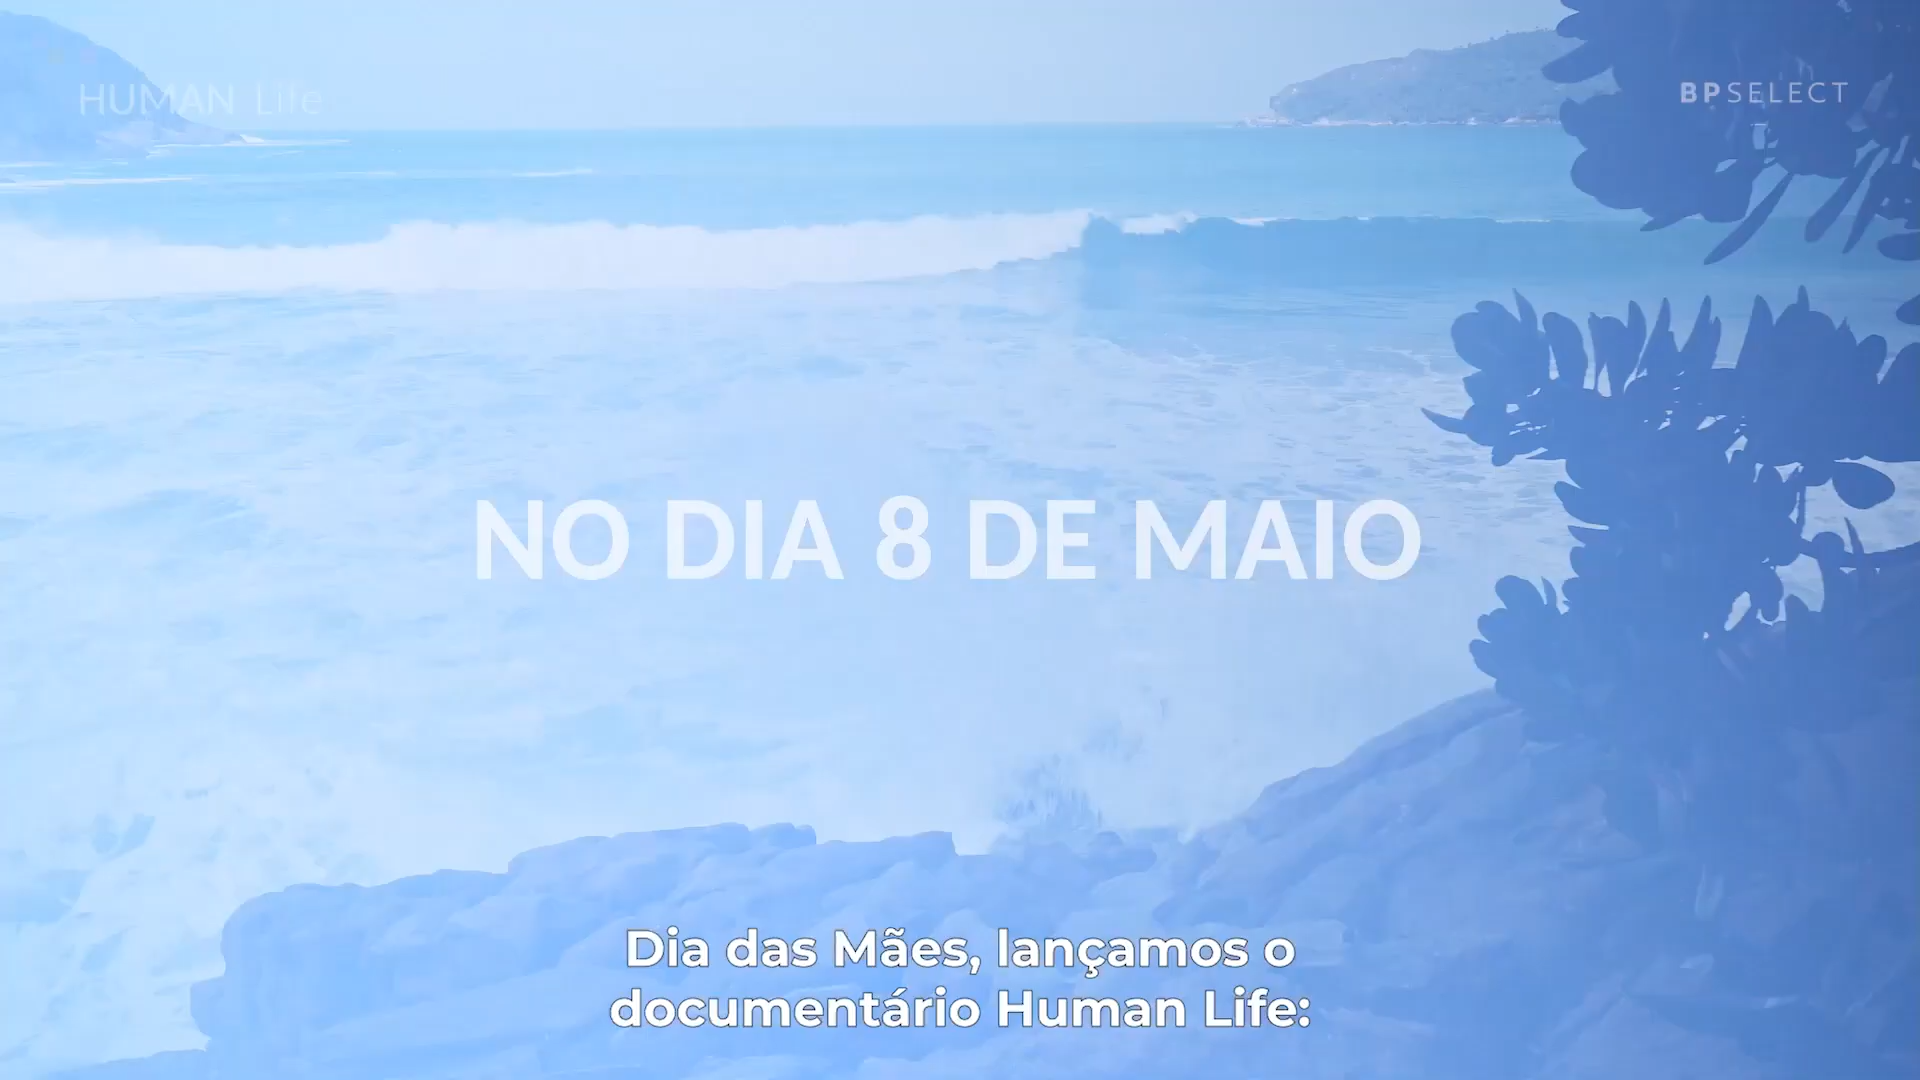 HUMAN Life
BPSELECT
NO DIA 8 DE MAIO
Dia das Mães, lançamos o
documentário Human Life: